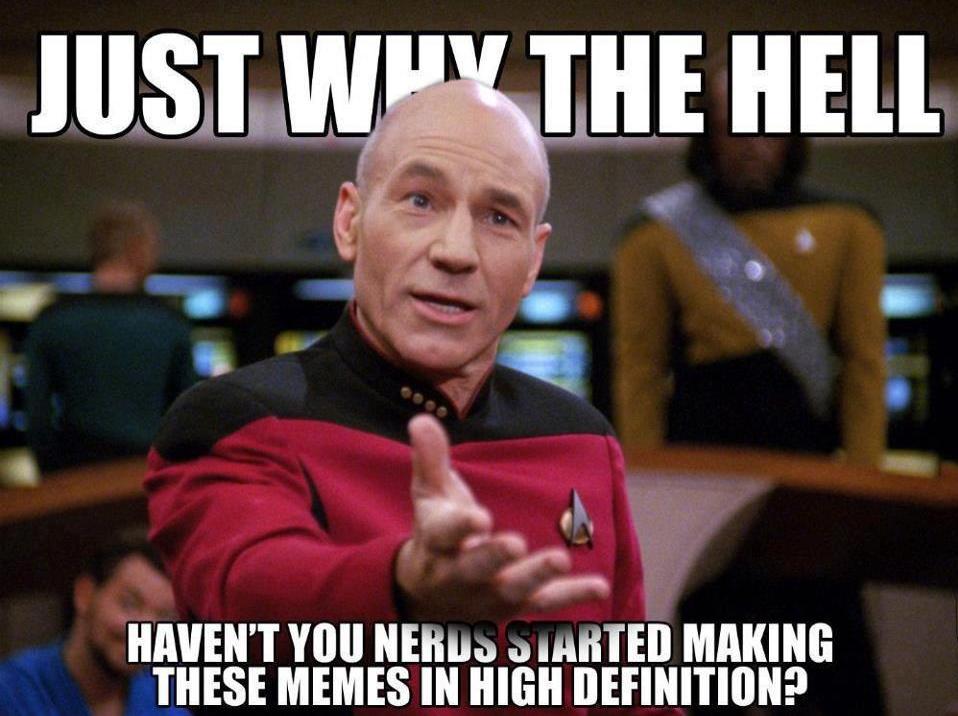 JUST WHY THE HELL
HAVEN'T YOU NERDS STARTED MAKING
THESE MEMES IN HIGH DEFINITION?